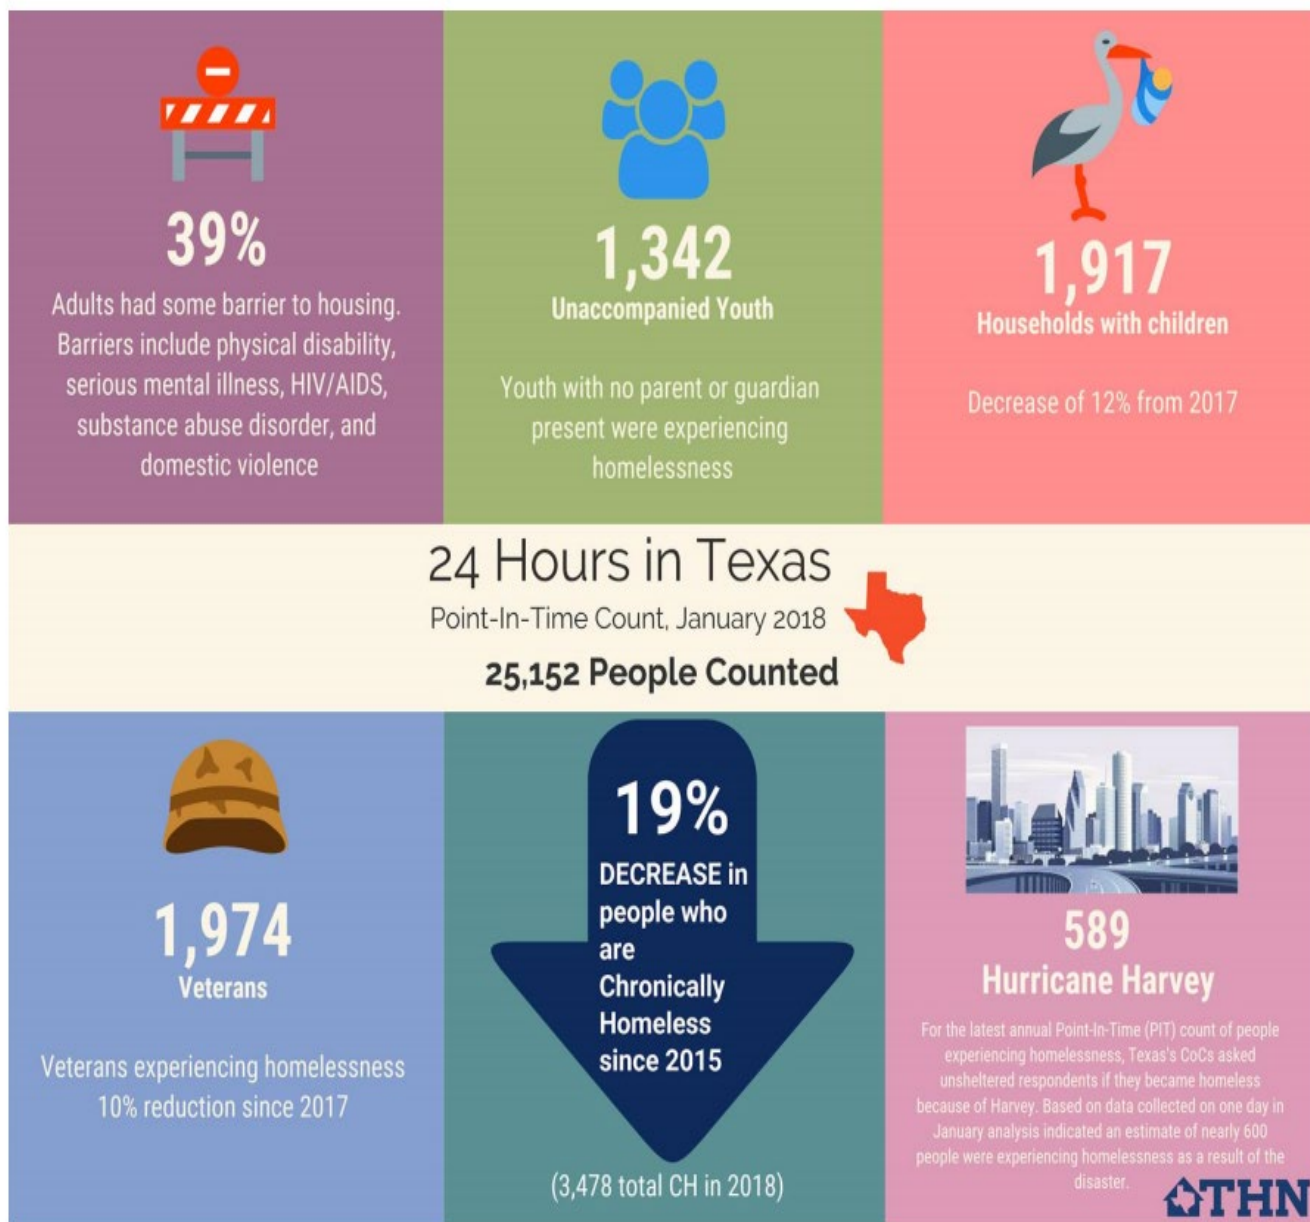 39%
Adults had some barrier to housing.
Barriers include physical disability,
serious mental illness, HIV/AIDS,
substance abuse disorder, and
domestic violence
1,342
Unaccompanied Youth
Youth with no parent or guardian
present were experiencing
homelessness
1,917
Households with children
Decrease of 12% from 2017
24 Hours in Texas
Point-In-Time Count, January 2018
25,152 People Counted
1,974
Veterans
Veterans experiencing homelessness
10% reduction since 2017
19%
DECREASE in
people who
are
Chronically
Homeless
since 2015
(3,478 total CH in 2018)
589
Hurricane Harvey
For the latest annual Point-In-Time (PIT) count of people
experiencing homelessness, Texas's CoCs asked
unsheltered respondents if they became homeless
because of Harvey. Based on data collected on one day in
January analysis indicated an estimate of nearly 600
people were experiencing homelessness as a result of the
disaster.
THN